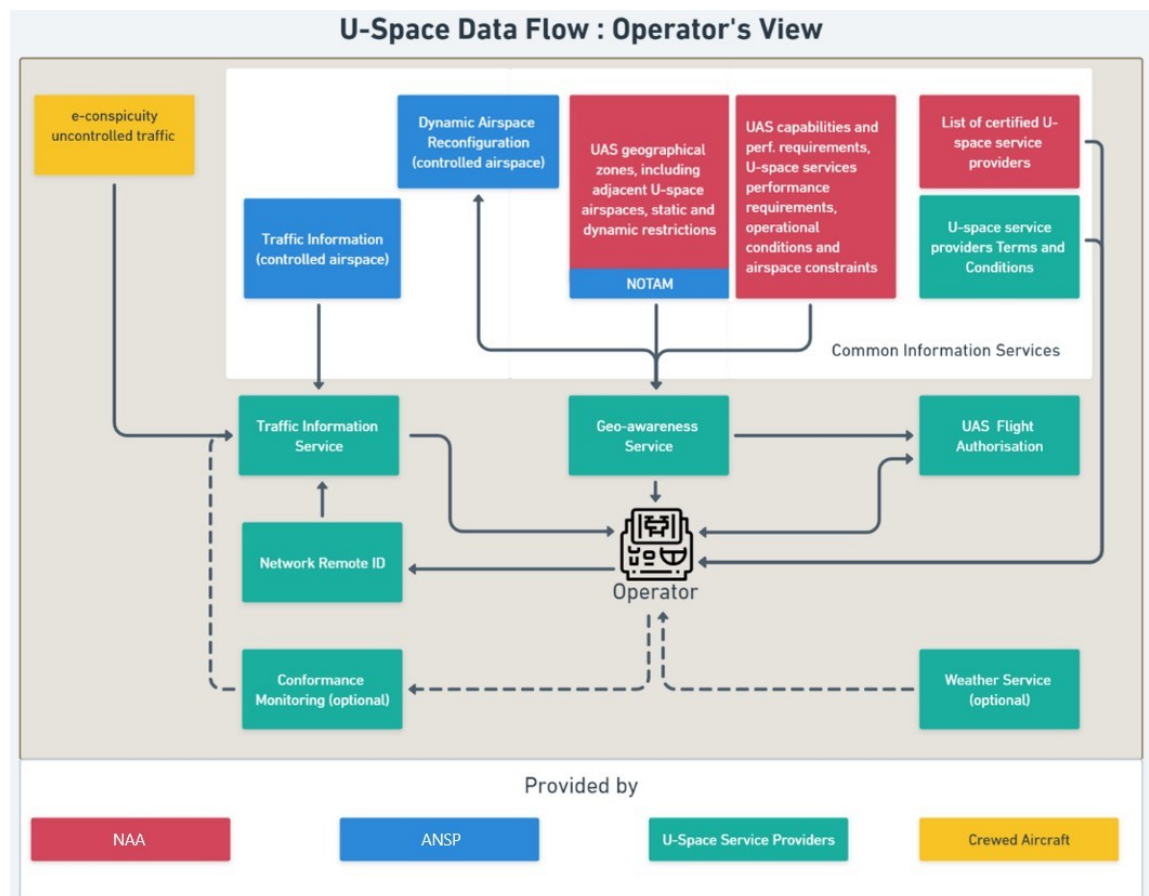 U-Space Data Flow : Operator's View
e-conspicuity
uncontrolled traffic
Dynamic Airspace
Reconfiguration
(controlled airspace)
UAS geographical
zones, including
adjacent U-space
airspaces, static and
dynamic restrictions
NOTAM
UAS capabilities and
perf. requirements,
U-space services
performance
requirements,
operational
conditions and
airspace constraints
List of certified U-
space service
providers
Traffic Information
(controlled airspace)
U-space service
providers Terms and
Conditions
Common Information Services
Traffic Information
Service
Geo-awareness
Service
UAS Flight
Authorisation
Network Remote ID
Operator
Conformance
Monitoring (optional)
Weather Service
(optional)
Provided by
NAA
ANSP
U-Space Service Providers
Crewed Aircraft